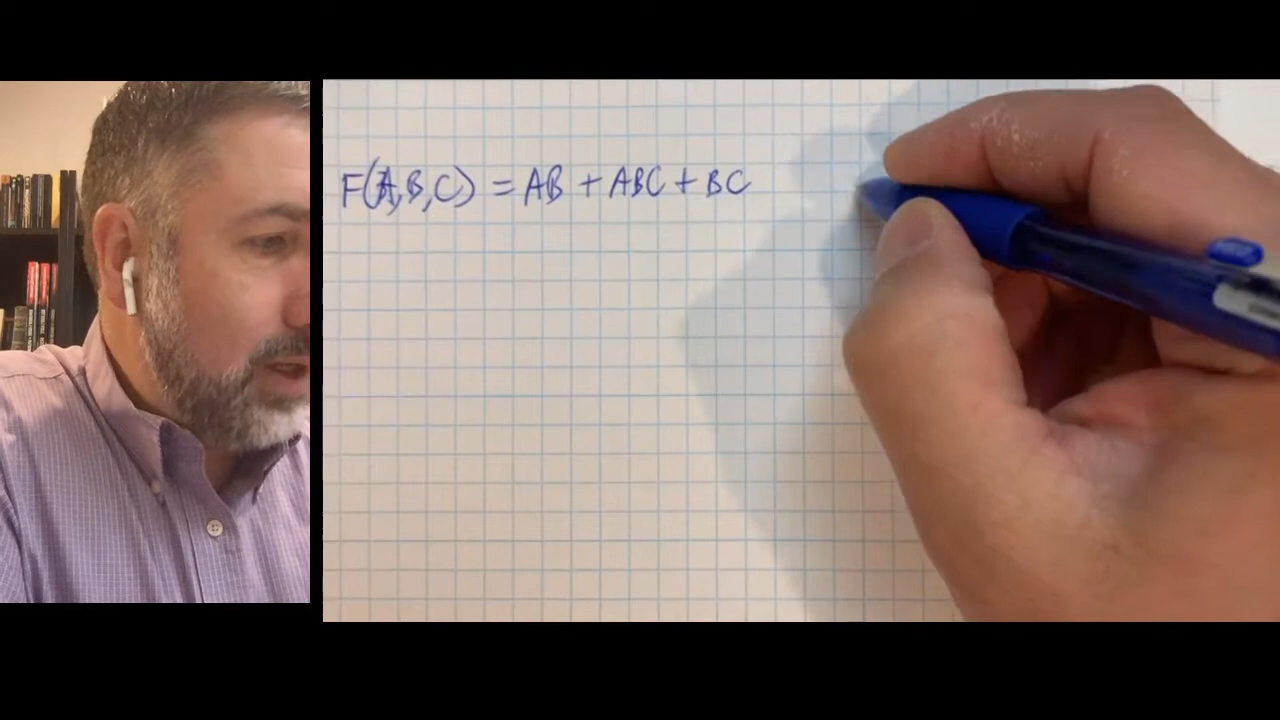 F(A,B,C) = AB + ABC + BC